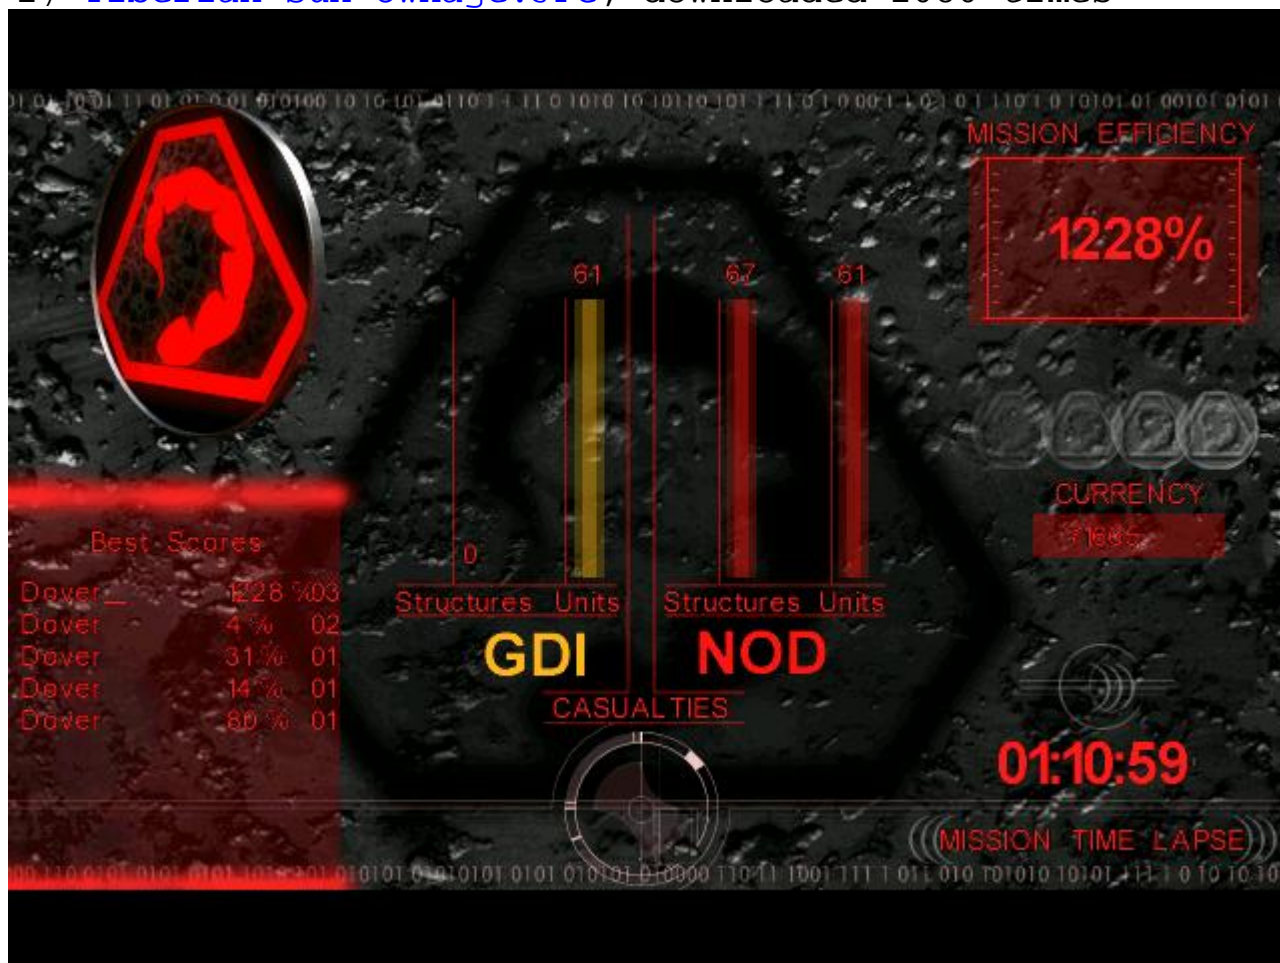 MISSION EFFICIENCY
1228%
61
67
61
CURRENCY
Best Scores
0
Dover_ 1228 %03
Dover 4 % 02
Dover 31 % 01
Dover 14 % 01
Dover 01
Structures Units
Structures Units
GDI
NOD
CASUALTIES
01:10:59
MISSION TIME LAPSE